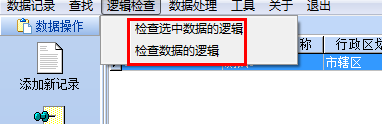 数据记录 查找 逻辑检查 数据处理 工具 关于 退出
数据操作
检查选中数据的逻辑
检查数据的逻辑
称 行政区划
市辖区
添加新记录